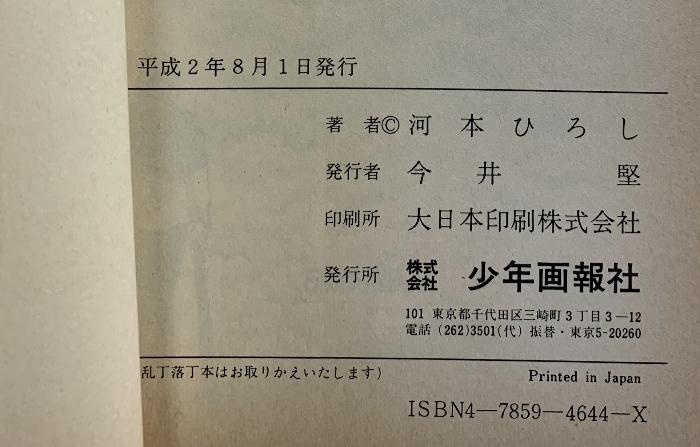 平成2年8月1日発行
著 者©河本ひろし
発行者 今井 堅
印刷所 大日本印刷株式会社
発行所 株式会社 少年画報社
101 東京都千代田区三崎町3丁目3―12
電話 (262)3501(代) 振替・東京5-20260
乱丁落丁本はお取りかえいたします)
Printed in Japan
ISBN4―7859―4644―X